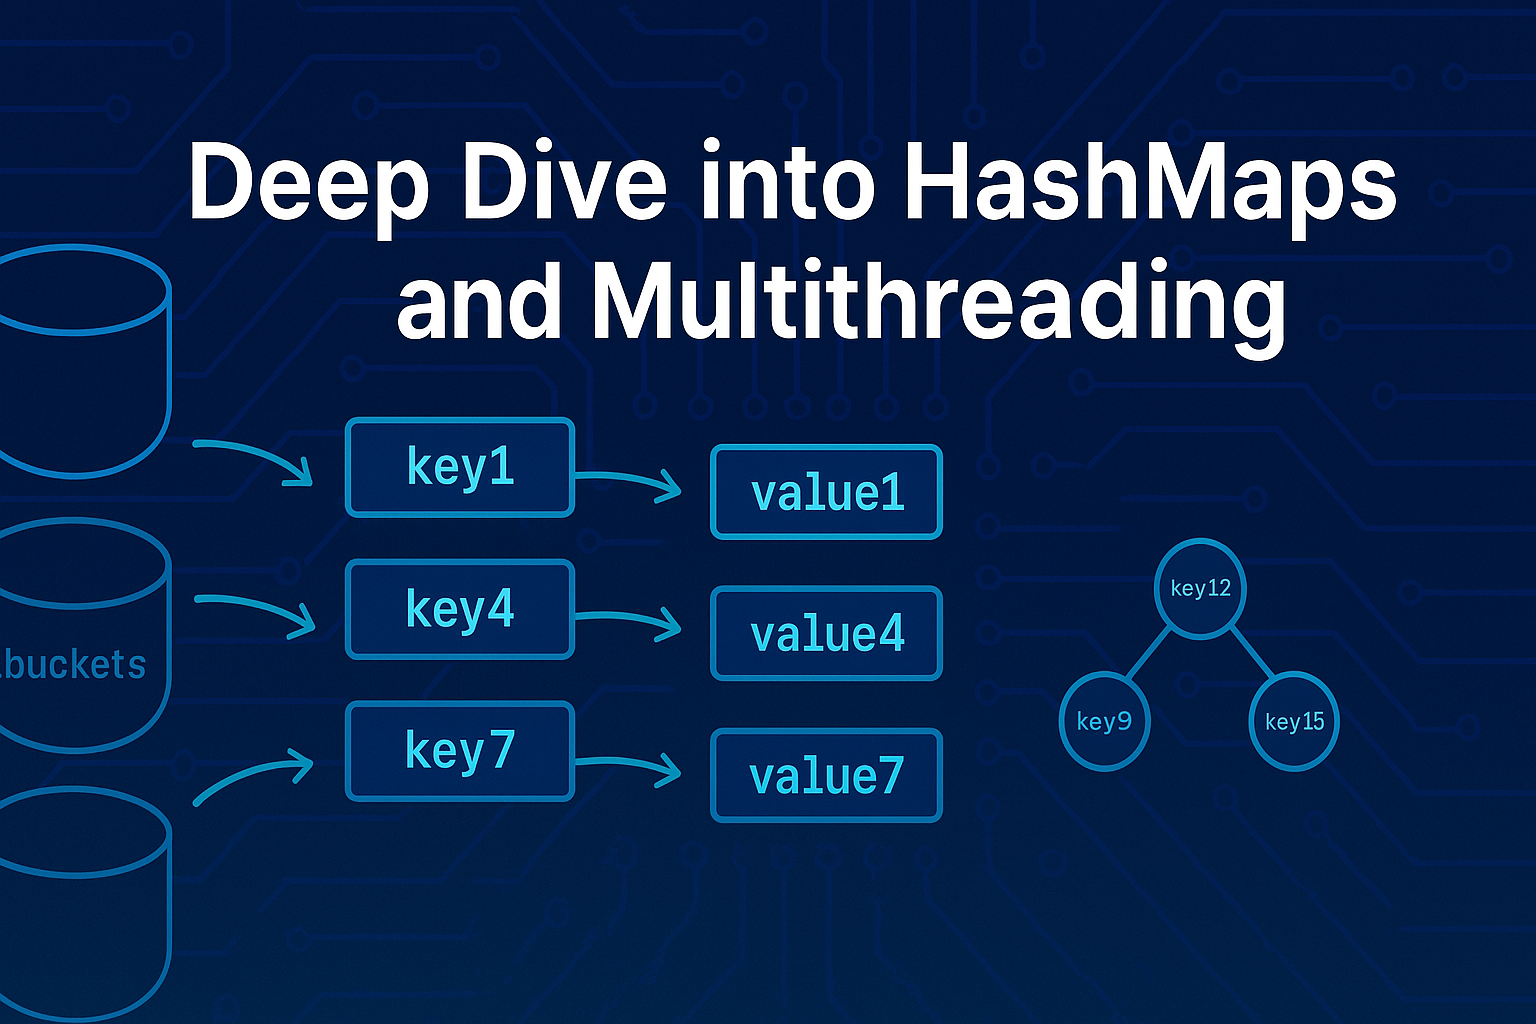 Deep Dive into HashMaps
and Multithreading
key1
value1
key4
value4
.buckets
key7
value7
key12
key9
key15